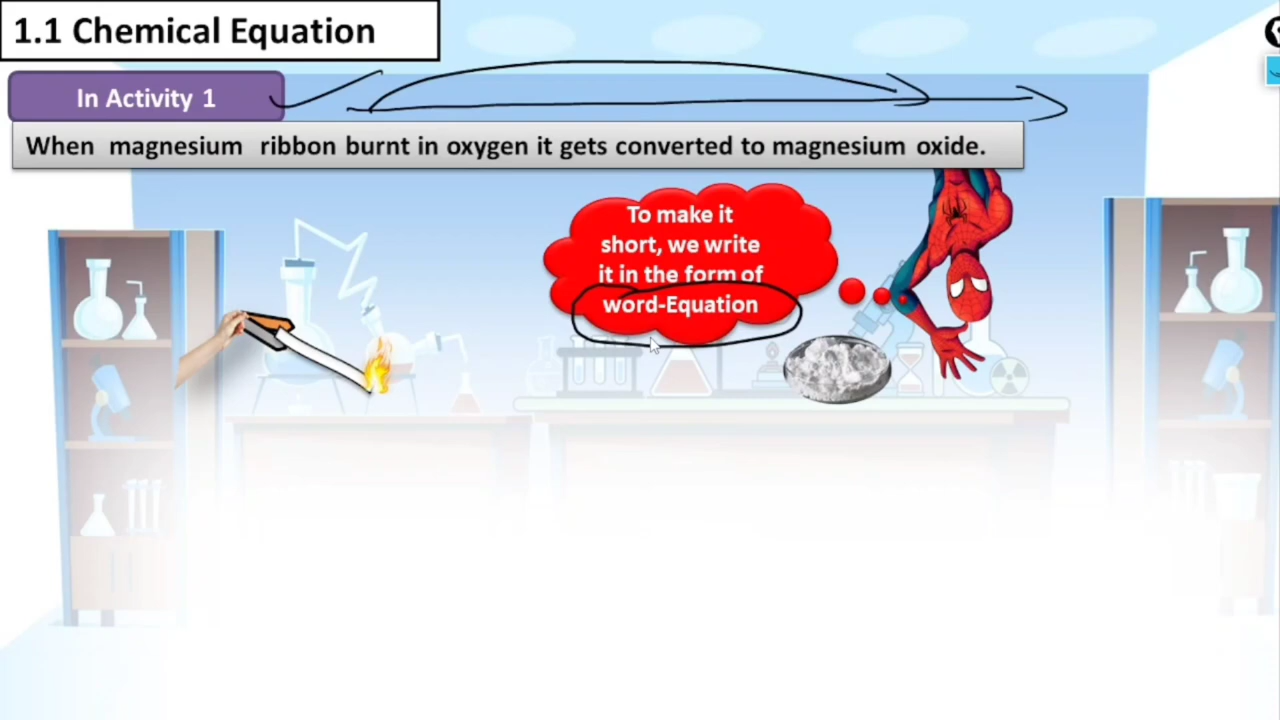 1.1 Chemical Equation
In Activity 1
When magnesium ribbon burnt in oxygen it gets converted to magnesium oxide.
To make it
short, we write
it in the form of
word-Equation